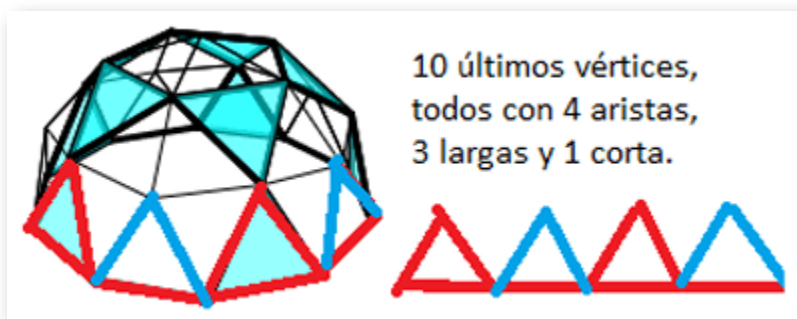 10 últimos vértices,
todos con 4 aristas,
3 largas y 1 corta.